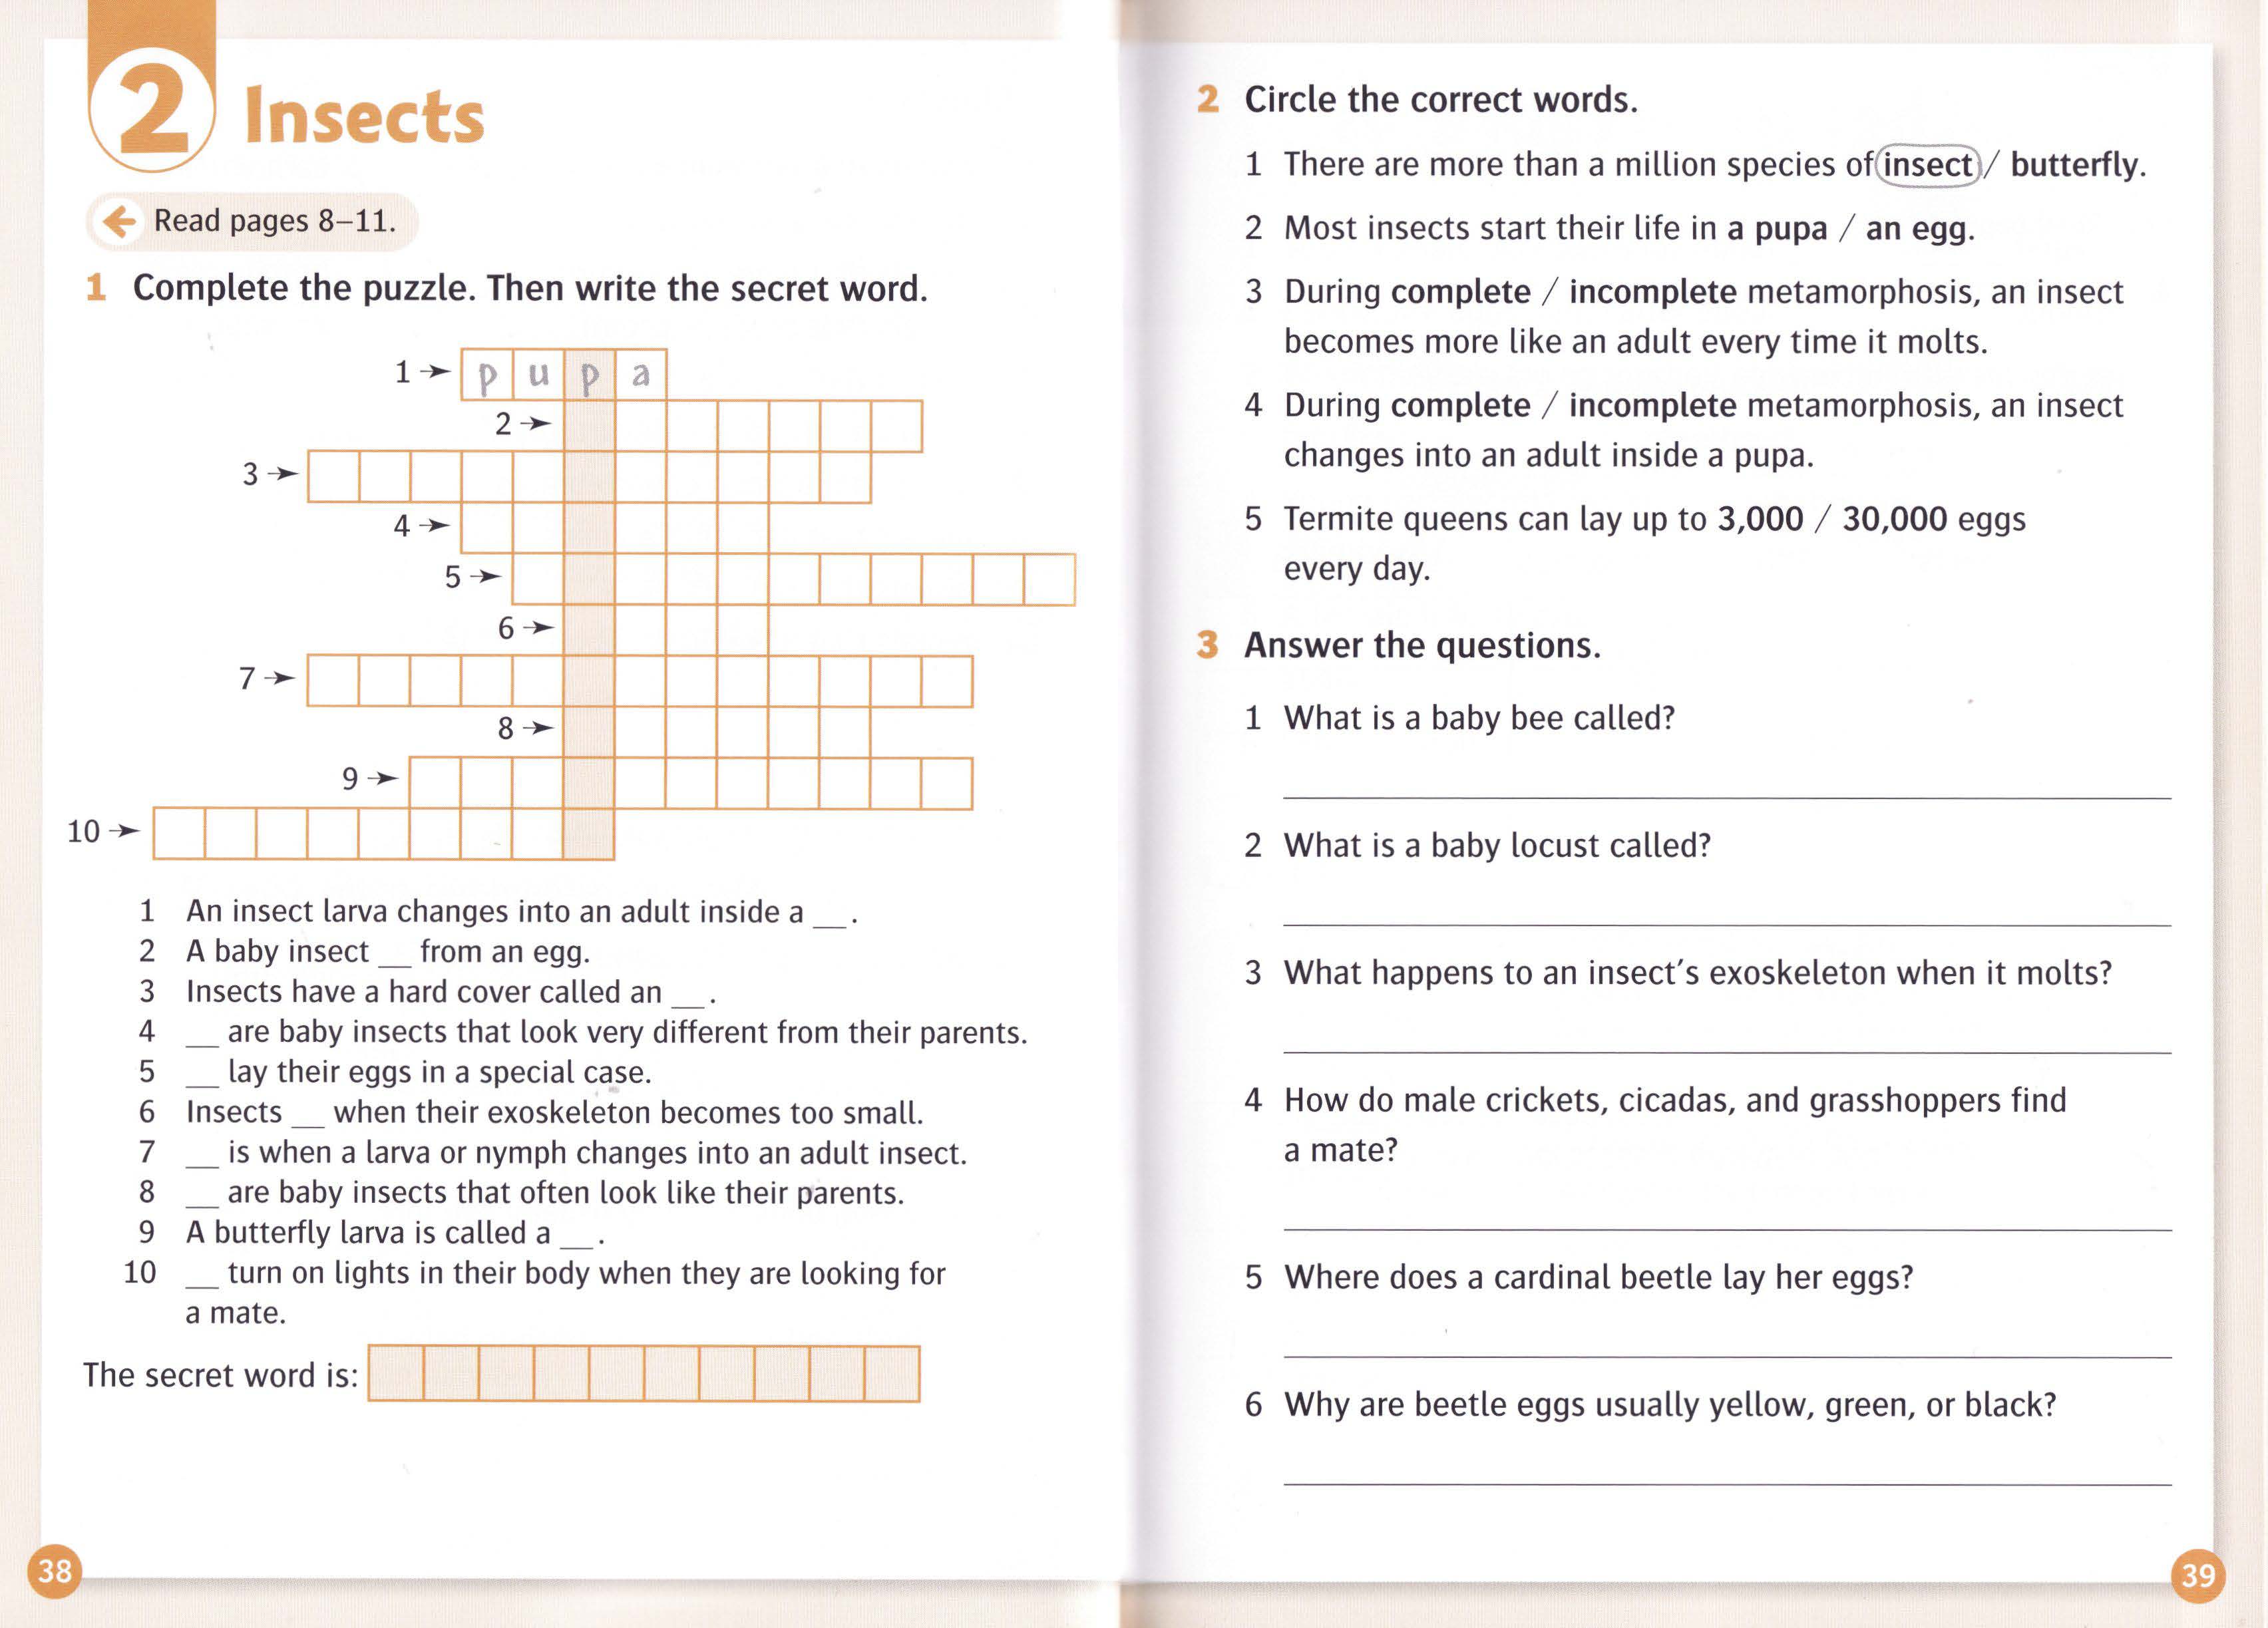 2 Insects
← Read pages 8–11.
1 Complete the puzzle. Then write the secret word.
1 → p u p a
2 →
3 →
4 →
5 →
6 →
7 →
8 →
9 →
10 →
1 An insect larva changes into an adult inside a __ .
2 A baby insect __ from an egg.
3 Insects have a hard cover called an __ .
4 __ are baby insects that look very different from their parents.
5 __ lay their eggs in a special case.
6 Insects __ when their exoskeleton becomes too small.
7 __ is when a larva or nymph changes into an adult insect.
8 __ are baby insects that often look like their parents.
9 A butterfly larva is called a __ .
10 __ turn on lights in their body when they are looking for
a mate.
The secret word is:
38
2 Circle the correct words.
1 There are more than a million species of insect / butterfly.
2 Most insects start their life in a pupa / an egg.
3 During complete / incomplete metamorphosis, an insect
becomes more like an adult every time it molts.
4 During complete / incomplete metamorphosis, an insect
changes into an adult inside a pupa.
5 Termite queens can lay up to 3,000 / 30,000 eggs
every day.
3 Answer the questions.
1 What is a baby bee called?
2 What is a baby locust called?
3 What happens to an insect's exoskeleton when it molts?
4 How do male crickets, cicadas, and grasshoppers find
a mate?
5 Where does a cardinal beetle lay her eggs?
6 Why are beetle eggs usually yellow, green, or black?
39